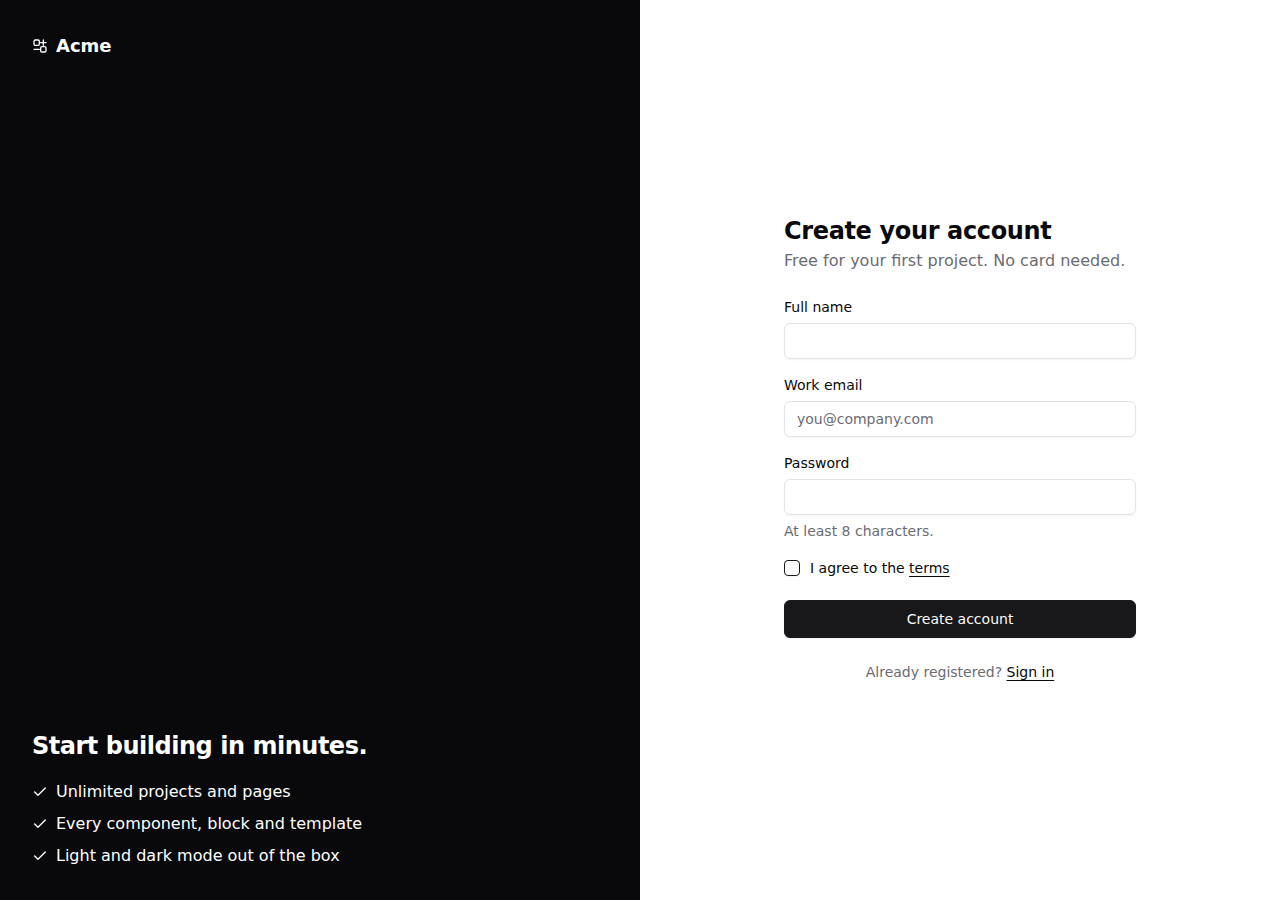 Acme
Start building in minutes.
Unlimited projects and pages
Every component, block and template
Light and dark mode out of the box
Create your account
Free for your first project. No card needed.
Full name
Work email
you@company.com
Password
At least 8 characters.
I agree to the terms
Create account
Already registered? Sign in